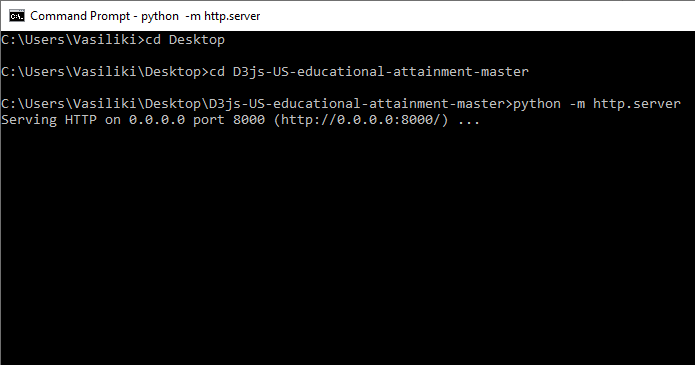 Command Prompt - python  -m http.server
C:\Users\Vasiliki>cd Desktop
C:\Users\Vasiliki\Desktop>cd D3js-US-educational-attainment-master
C:\Users\Vasiliki\Desktop\D3js-US-educational-attainment-master>python -m http.server
Serving HTTP on 0.0.0.0 port 8000 (http://0.0.0.0:8000/) ...